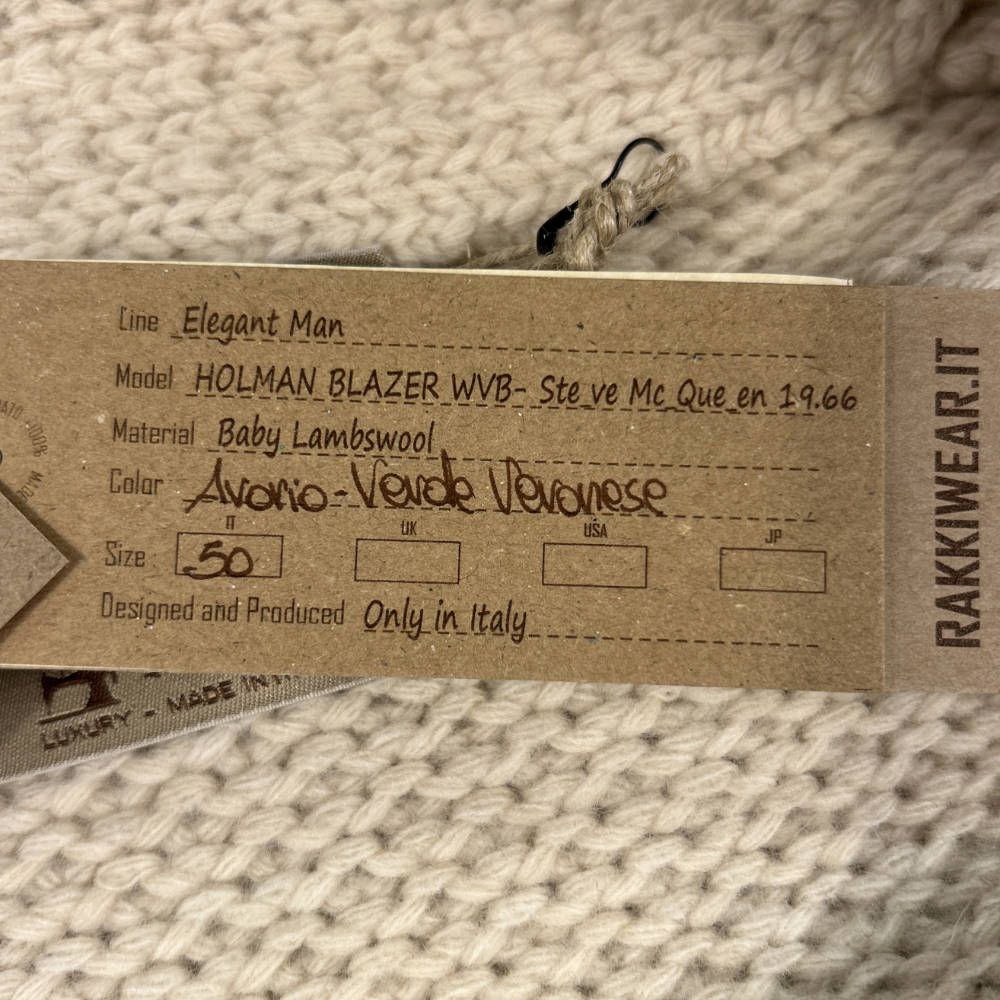 Line Elegant Man
Model HOLMAN BLAZER WVB- Ste ve Mc Que en 19.66
Material Baby Lambswool
Color Avorio-Verde Veronese
IT UK USA JP
Size 50
Designed and Produced Only in Italy
RAKKIWEAR.IT
LUXURY - MADE IN
100%